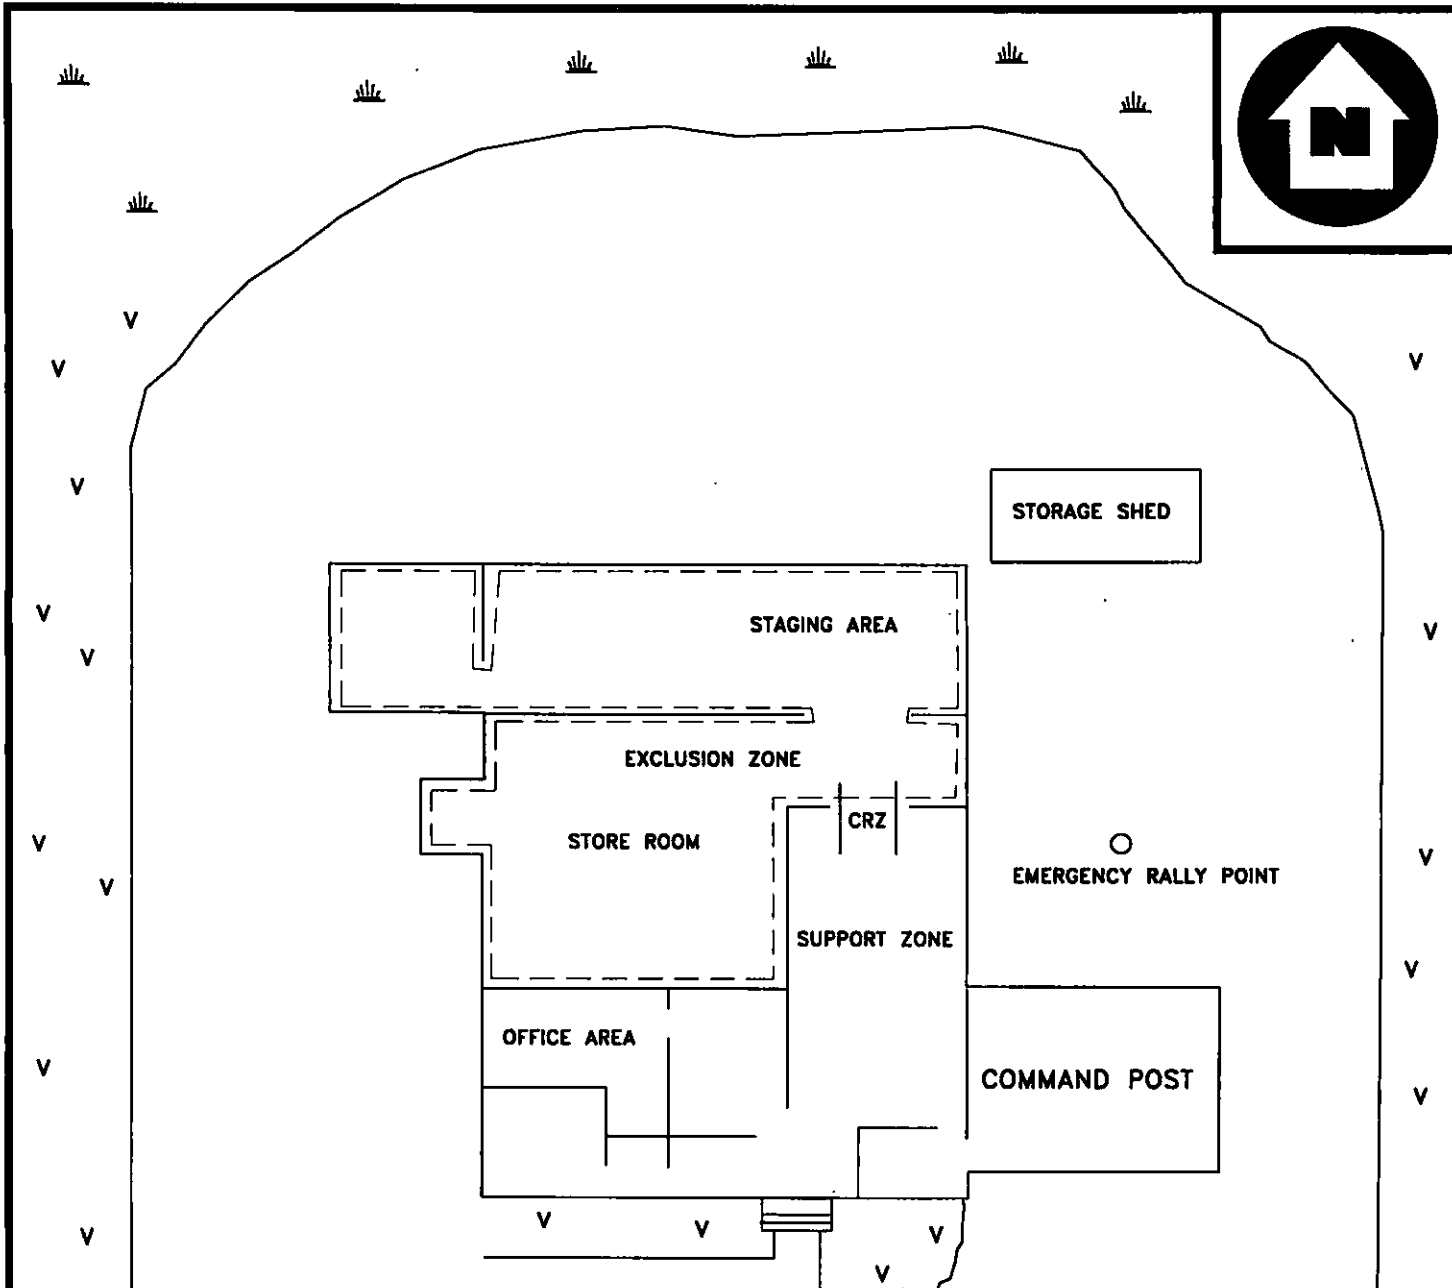 N
STORAGE SHED
STAGING AREA
EXCLUSION ZONE
CRZ
STORE ROOM
EMERGENCY RALLY POINT
SUPPORT ZONE
OFFICE AREA
COMMAND POST